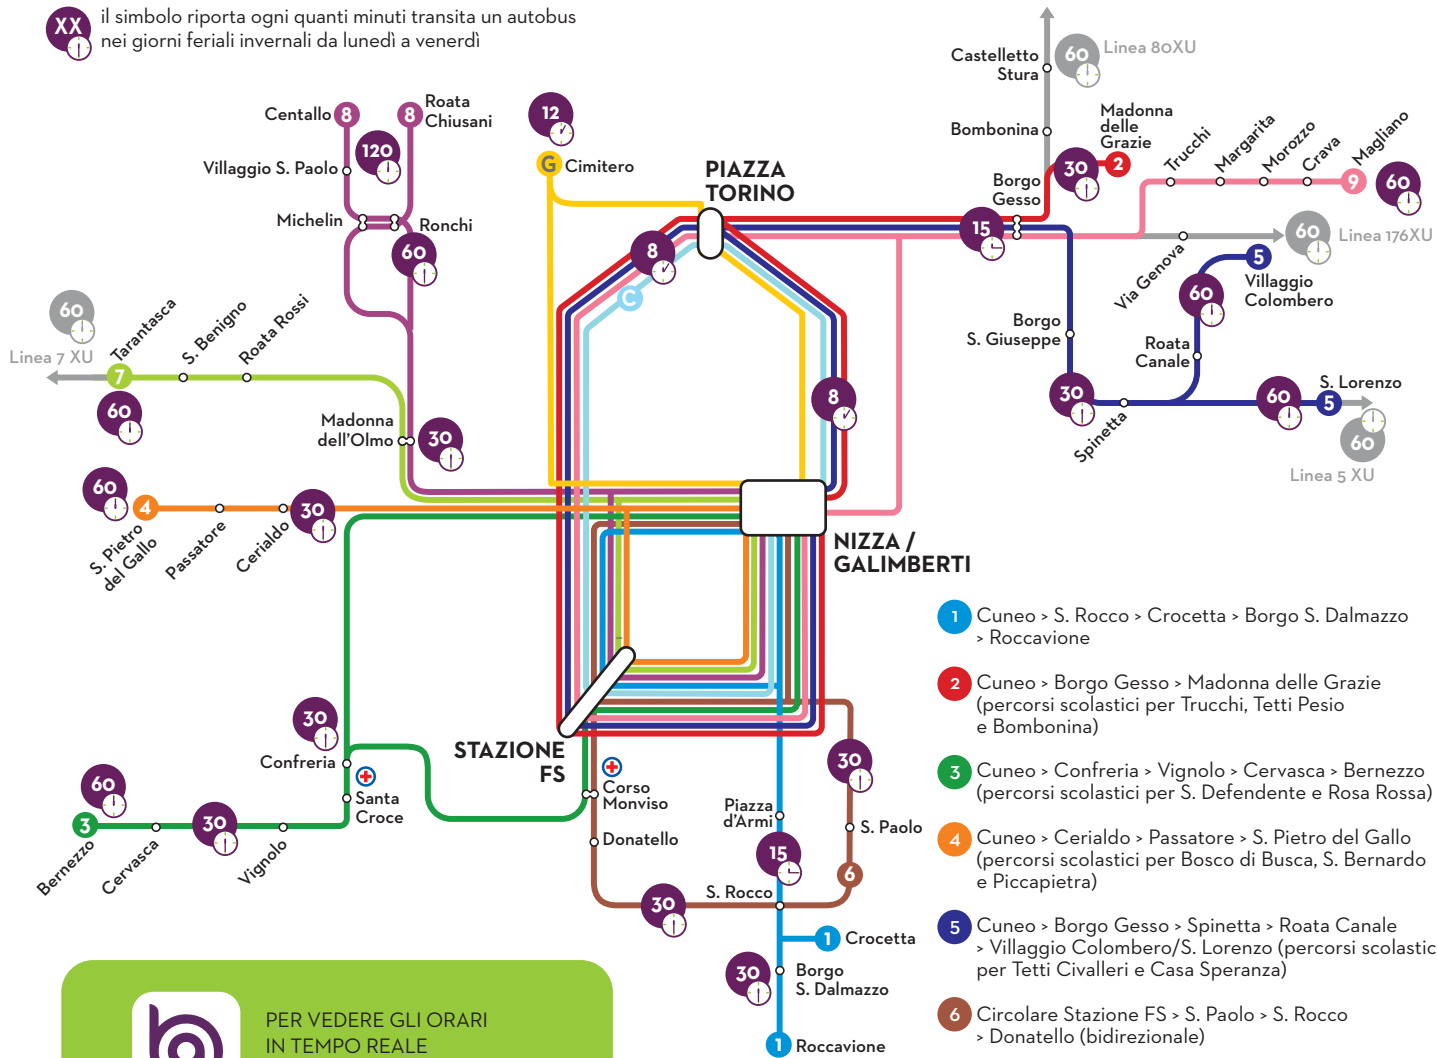 XX
il simbolo riporta ogni quanti minuti transita un autobus
nei giorni feriali invernali da lunedì a venerdì
Centallo
8
8
Roata
Chiusani
120
Villaggio S. Paolo
Michelin
Ronchi
60
12
G
Cimitero
PIAZZA
TORINO
8
C
8
Castelletto
Stura
60
Linea 80XU
Bombonina
Madonna
delle
Grazie
30
2
Borgo
Gesso
15
Trucchi
Margarita
Morozzo
Crava
Magliano
9
60
60
Linea 176XU
Via Genova
5
Villaggio
Colombero
60
Borgo
S. Giuseppe
Roata
Canale
30
Spinetta
60
S. Lorenzo
5
60
Linea 5 XU
60
Linea 7 XU
Tarantasca
S. Benigno
Roata Rossi
7
60
Madonna
dell'Olmo
30
60
4
S. Pietro
del Gallo
Passatore
Cerialdo
30
NIZZA /
GALIMBERTI
STAZIONE
FS
30
Confreria
Santa
Croce
60
3
Bernezzo
Cervasca
30
Vignolo
Corso
Monviso
Donatello
Piazza
d'Armi
15
30
S. Paolo
6
S. Rocco
30
1
Crocetta
30
Borgo
S. Dalmazzo
1
Roccavione
1 Cuneo > S. Rocco > Crocetta > Borgo S. Dalmazzo
> Roccavione
2 Cuneo > Borgo Gesso > Madonna delle Grazie
(percorsi scolastici per Trucchi, Tetti Pesio
e Bombonina)
3 Cuneo > Confreria > Vignolo > Cervasca > Bernezzo
(percorsi scolastici per S. Defendente e Rosa Rossa)
4 Cuneo > Cerialdo > Passatore > S. Pietro del Gallo
(percorsi scolastici per Bosco di Busca, S. Bernardo
e Piccapietra)
5 Cuneo > Borgo Gesso > Spinetta > Roata Canale
> Villaggio Colombero/S. Lorenzo (percorsi scolastic
per Tetti Civalleri e Casa Speranza)
6 Circolare Stazione FS > S. Paolo > S. Rocco
> Donatello (bidirezionale)
PER VEDERE GLI ORARI
IN TEMPO REALE